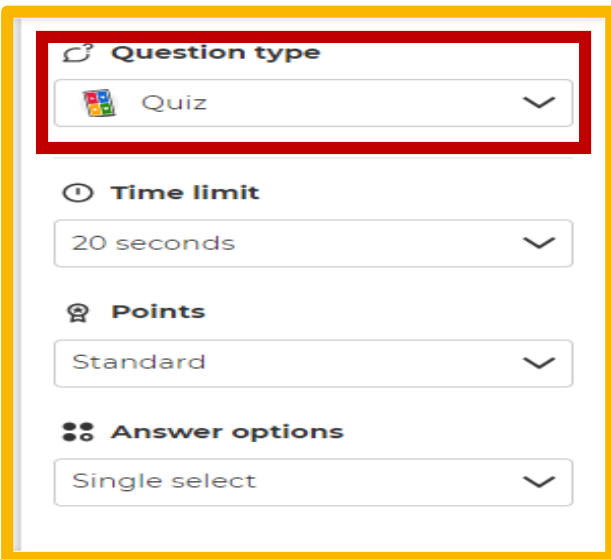 Question type
Quiz
Time limit
20 seconds
Points
Standard
Answer options
Single select